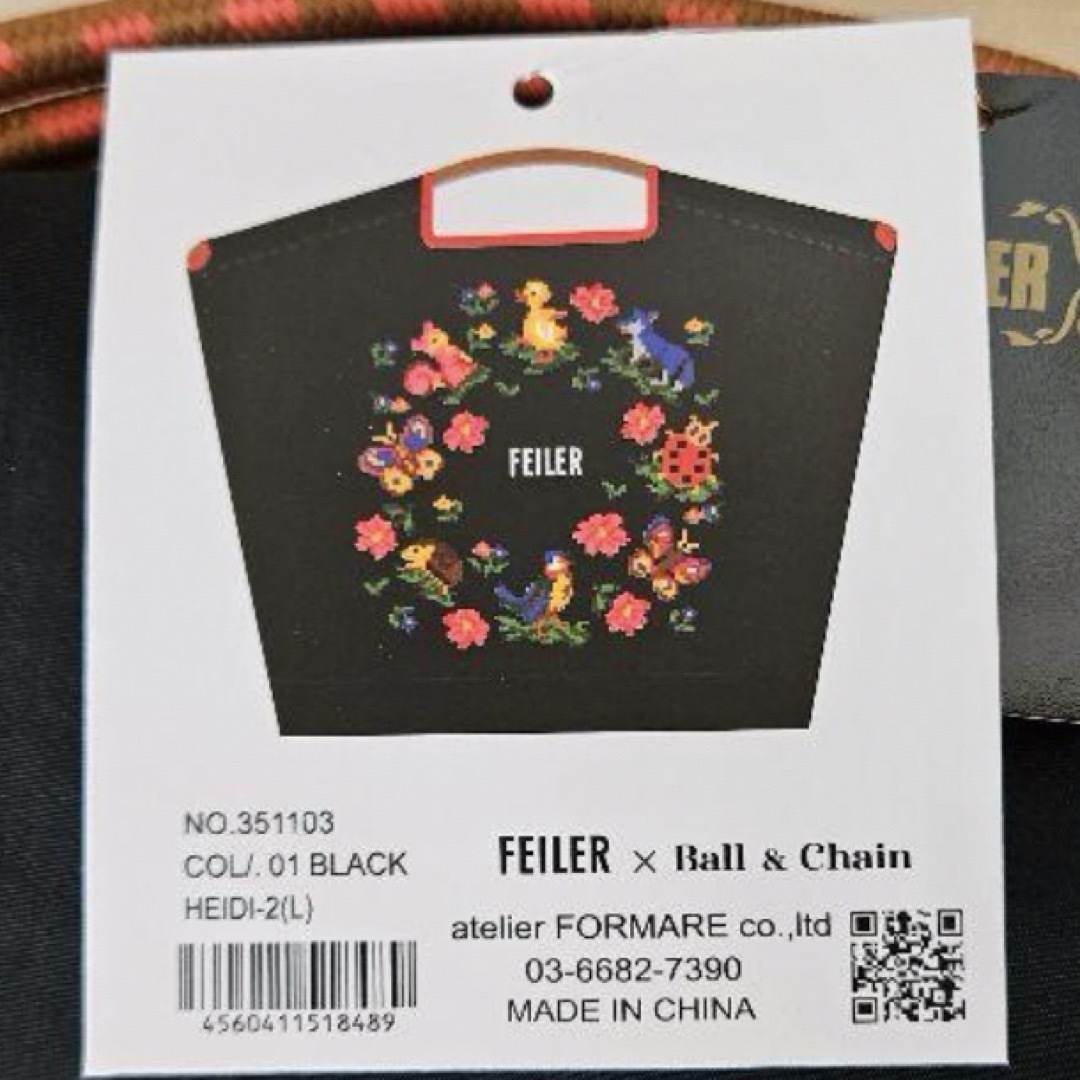 FEILER
ER
NO.351103
COL/. 01 BLACK
HEIDI-2(L)
4560411518489
FEILER × Ball & Chain
atelier FORMARE co.,ltd
03-6682-7390
MADE IN CHINA